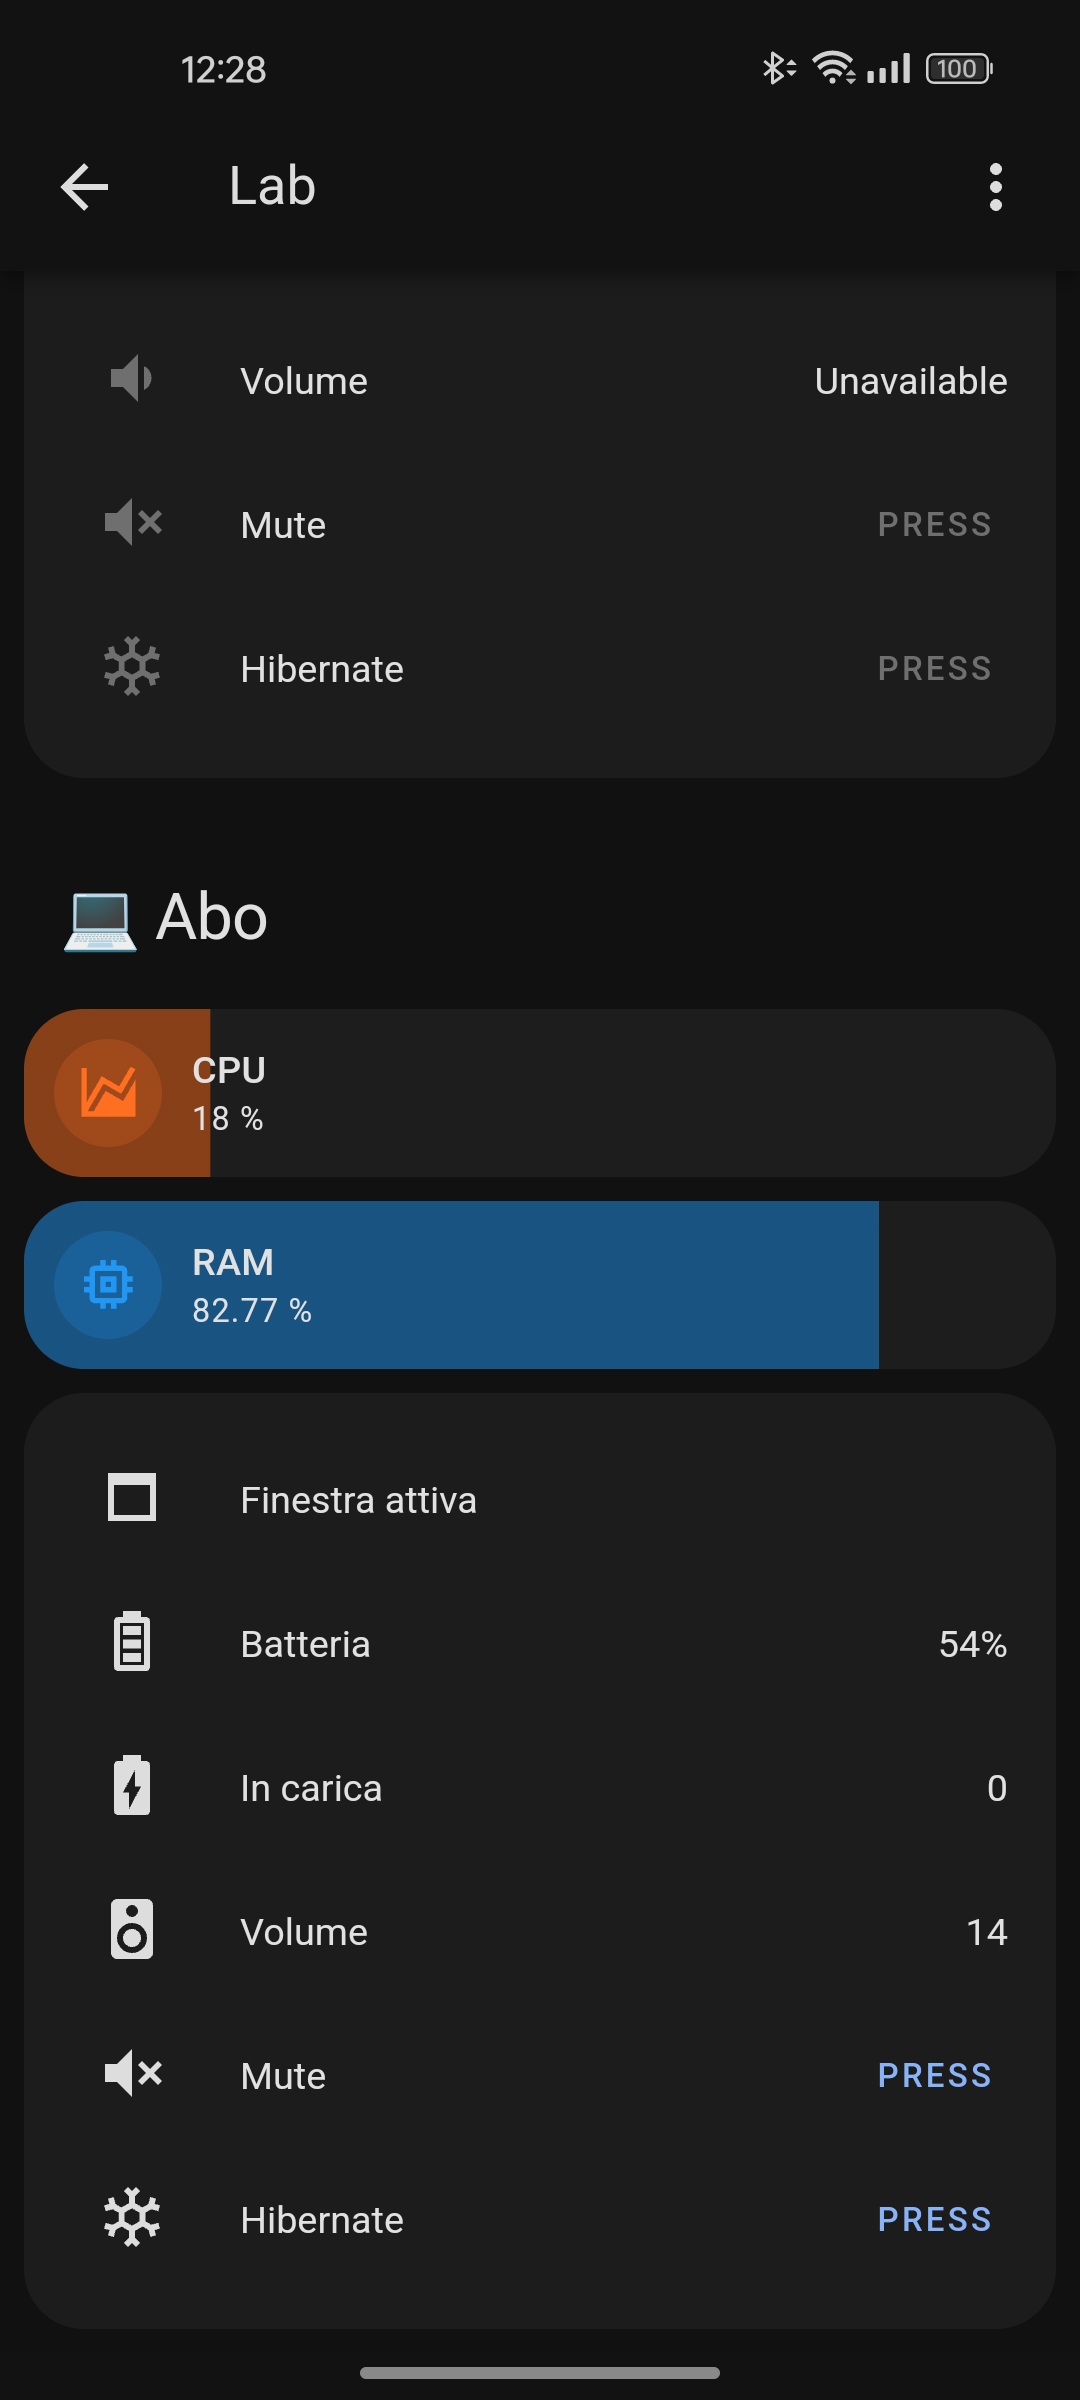 12:28
100
Lab
Volume Unavailable
Mute PRESS
Hibernate PRESS
💻 Abo
CPU
18 %
RAM
82.77 %
Finestra attiva
Batteria 54%
In carica 0
Volume 14
Mute PRESS
Hibernate PRESS